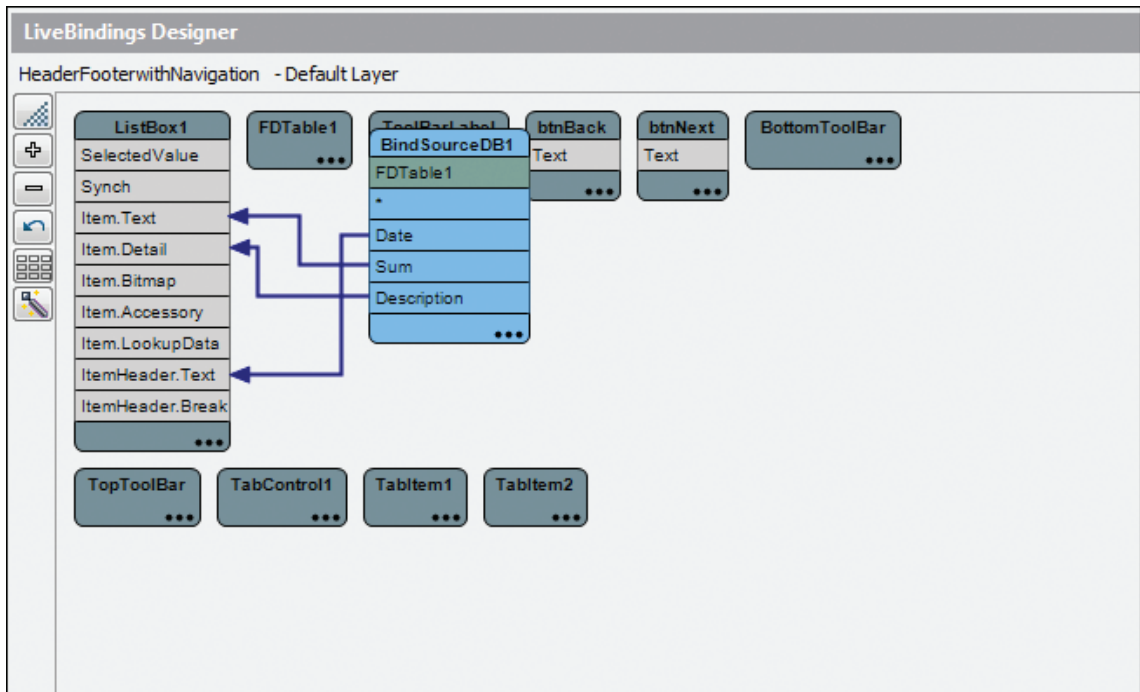 LiveBindings Designer
HeaderFooterwithNavigation - Default Layer
ListBox1
SelectedValue
Synch
Item.Text
Item.Detail
Item.Bitmap
Item.Accessory
Item.LookupData
ItemHeader.Text
ItemHeader.Break
FDTable1
ToolBarLabel
BindSourceDB1
FDTable1
*
Date
Sum
Description
btnBack
Text
btnNext
Text
BottomToolBar
TopToolBar
TabControl1
TabItem1
TabItem2